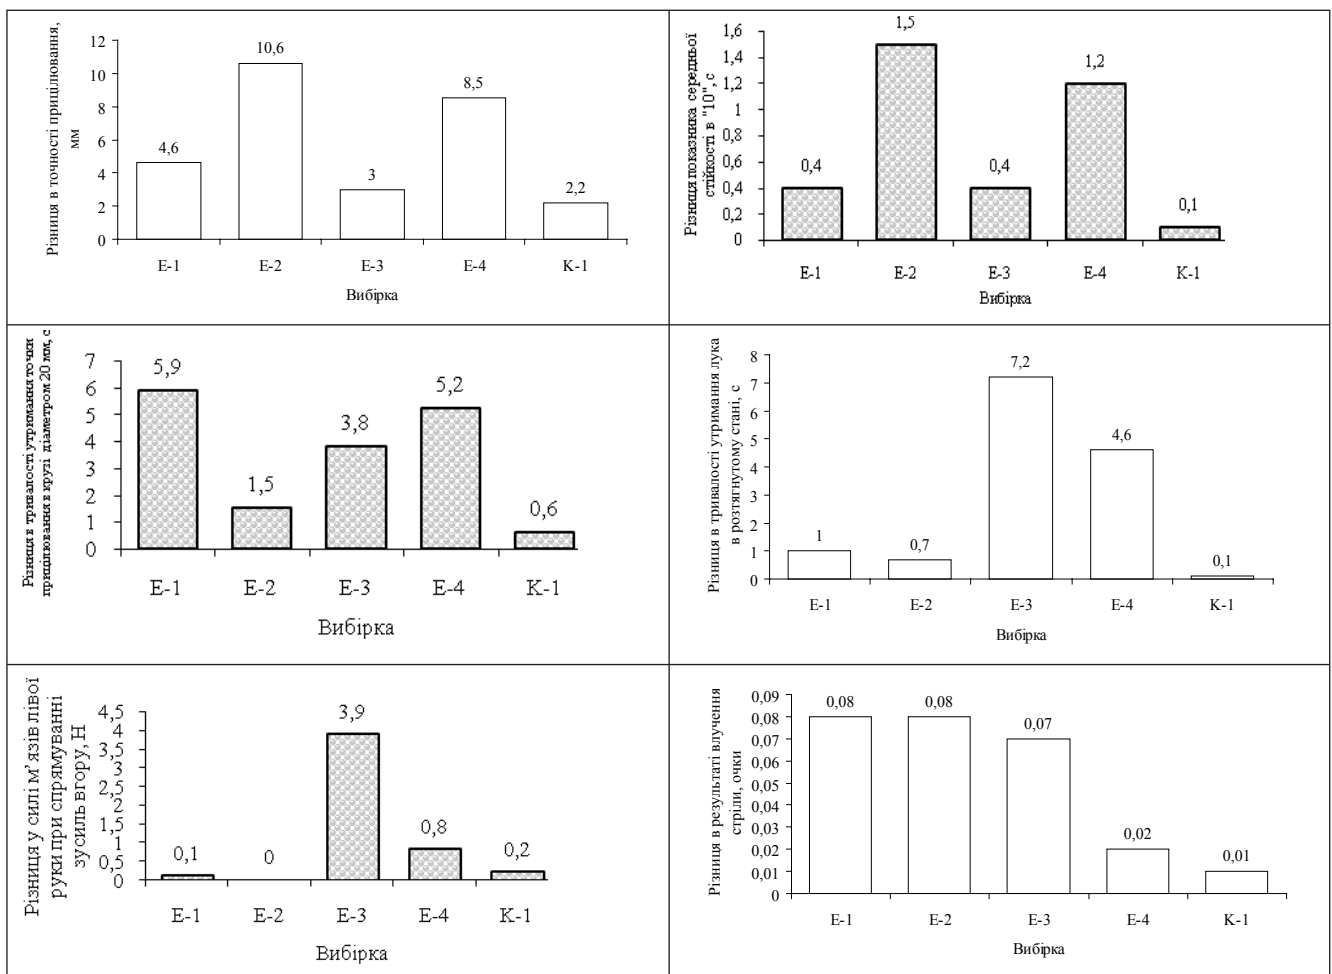 Різниця в точності прицілювання,
мм
12
10
8
6
4
2
0
4,6
10,6
3
8,5
2,2
Е-1
Е-2
Е-3
Е-4
К-1
Вибірка
Різниця показника середньої
стійкості в "10", с
1,6
1,4
1,2
1
0,8
0,6
0,4
0,2
0
0,4
1,5
0,4
1,2
0,1
Е-1
Е-2
Е-3
Е-4
К-1
Вибірка
Різниця в тривалості утримання точки
прицілювання в крузі діаметром 20 мм, с
7
6
5
4
3
2
1
0
5,9
1,5
3,8
5,2
0,6
Е-1
Е-2
Е-3
Е-4
К-1
Вибірка
Різниця в тривалості утримання лука
в розтягнутому стані, с
8
7
6
5
4
3
2
1
0
1
0,7
7,2
4,6
0,1
Е-1
Е-2
Е-3
Е-4
К-1
Вибірка
Різниця у силі м'язів лівої
руки при спрямуванні
зусиль вгору, Н
4,5
4
3,5
3
2,5
2
1,5
1
0,5
0
0,1
0
3,9
0,8
0,2
Е-1
Е-2
Е-3
Е-4
К-1
Вибірка
Різниця в результаті влучення
стріли, очки
0,09
0,08
0,07
0,06
0,05
0,04
0,03
0,02
0,01
0
0,08
0,08
0,07
0,02
0,01
Е-1
Е-2
Е-3
Е-4
К-1
Вибірка